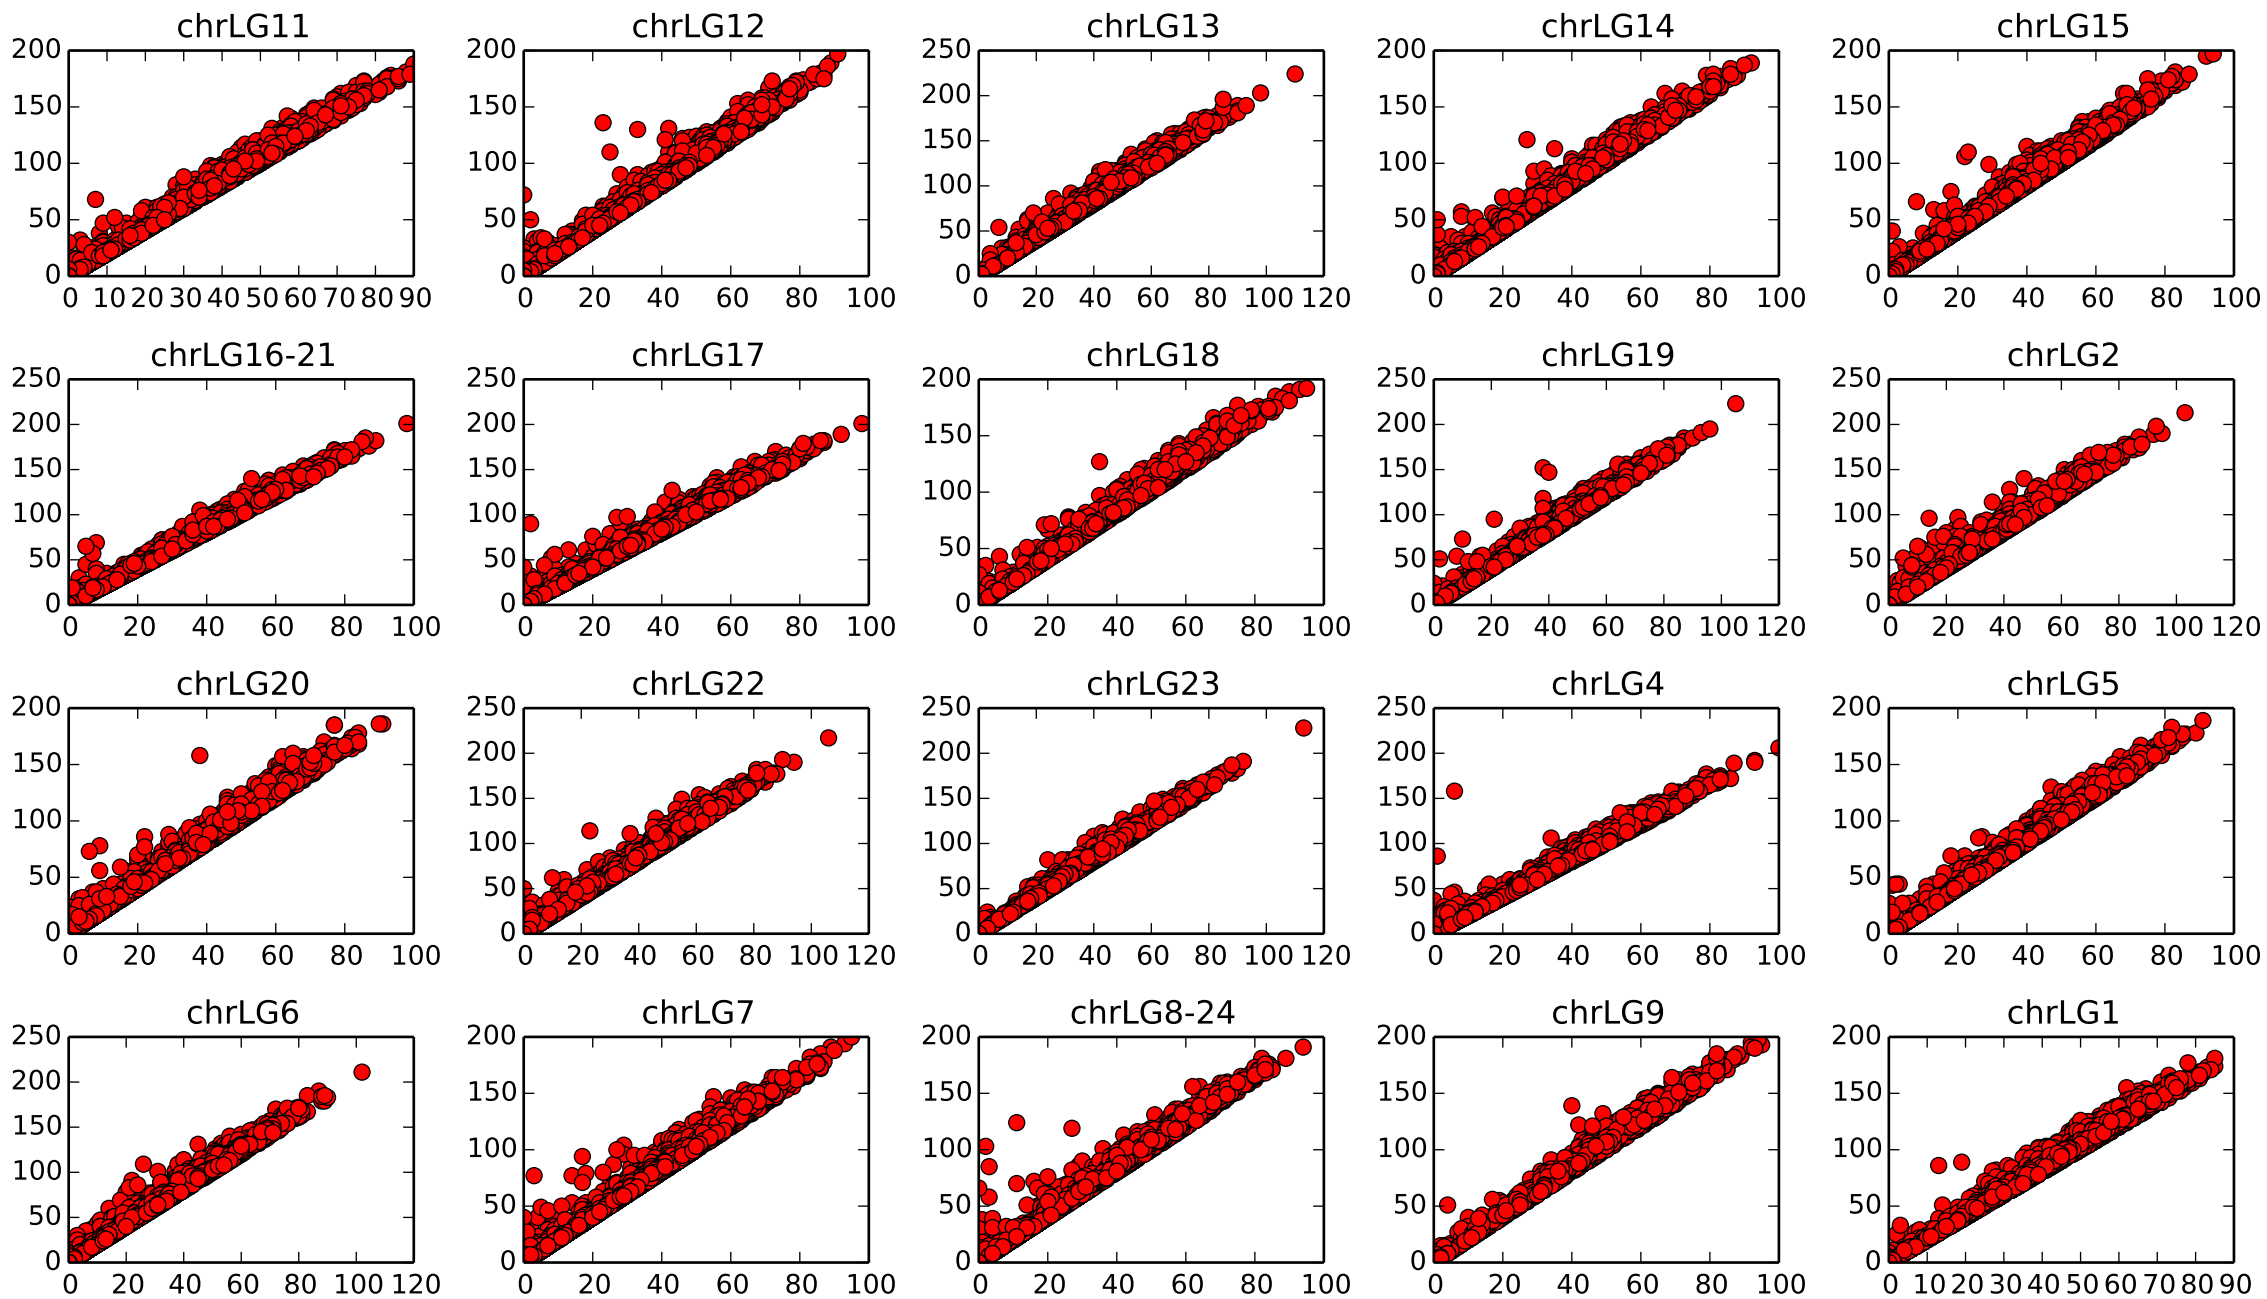 chrLG11 chrLG12 chrLG13 chrLG14 chrLG15
200 200 250 200 200
150 150 200 150 150
100 100 150 100 100
50 50 100 50 50
0 0 50 0 0
0
0 10 20 30 40 50 60 70 80 90 0 20 40 60 80 100 0 20 40 60 80 100 120 0 20 40 60 80 100 0 20 40 60 80 100
chrLG16-21 chrLG17 chrLG18 chrLG19 chrLG2
250 250 200 250 250
200 200 150 200 200
150 150 100 150 150
100 100 50 100 100
50 50 0 50 50
0 0 0 0
0 20 40 60 80 100 0 20 40 60 80 100 0 20 40 60 80 100 0 20 40 60 80 100 120 0 20 40 60 80 100 120
chrLG20 chrLG22 chrLG23 chrLG4 chrLG5
200 250 250 250 200
150 200 200 200 150
100 150 150 150 100
50 100 100 100 50
0 50 50 50 0
0 0 0
0 20 40 60 80 100 0 20 40 60 80 100 120 0 20 40 60 80 100 120 0 20 40 60 80 100 0 20 40 60 80 100
chrLG6 chrLG7 chrLG8-24 chrLG9 chrLG1
250 200 200 200 200
200 150 150 150 150
150 100 100 100 100
100 50 50 50 50
50 0 0 0 0
0
0 20 40 60 80 100 120 0 20 40 60 80 100 0 20 40 60 80 100 0 20 40 60 80 100 0 10 20 30 40 50 60 70 80 90